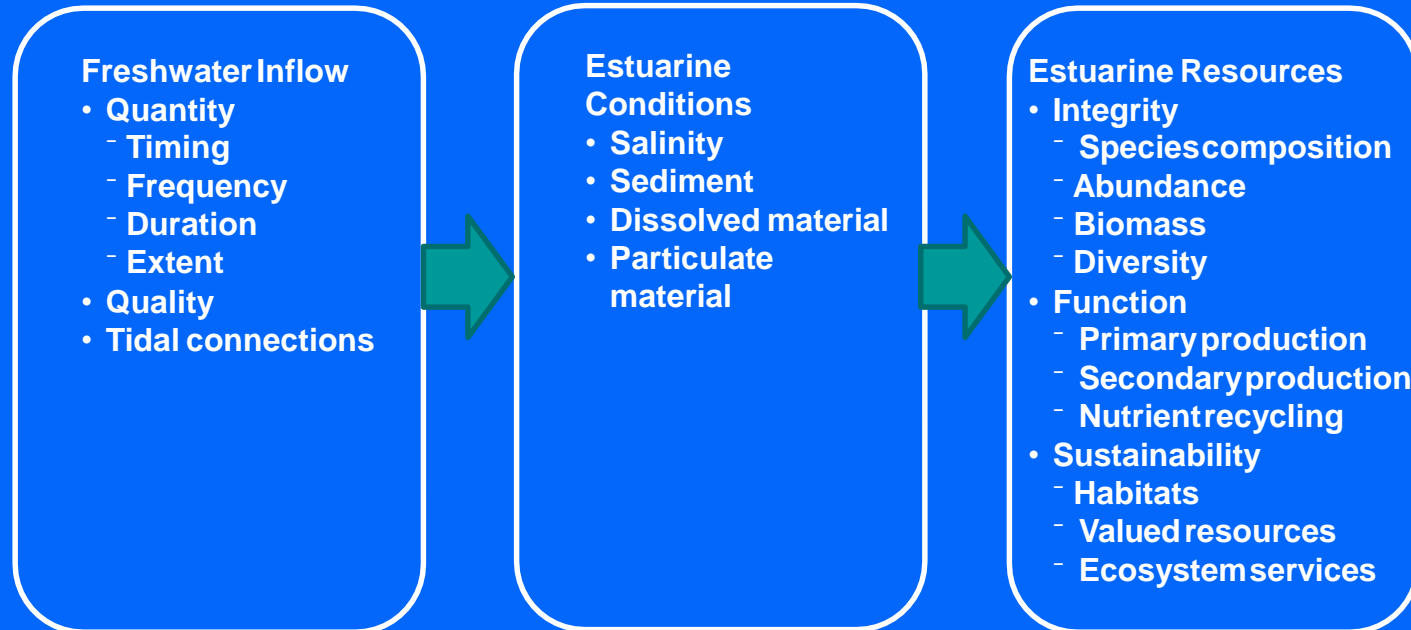 Freshwater Inflow
• Quantity
– Timing
– Frequency
– Duration
– Extent
• Quality
• Tidal connections
Estuarine
Conditions
• Salinity
• Sediment
• Dissolved material
• Particulate
material
Estuarine Resources
• Integrity
– Species composition
– Abundance
– Biomass
– Diversity
• Function
– Primary production
– Secondary production
– Nutrient recycling
• Sustainability
– Habitats
– Valued resources
– Ecosystem services